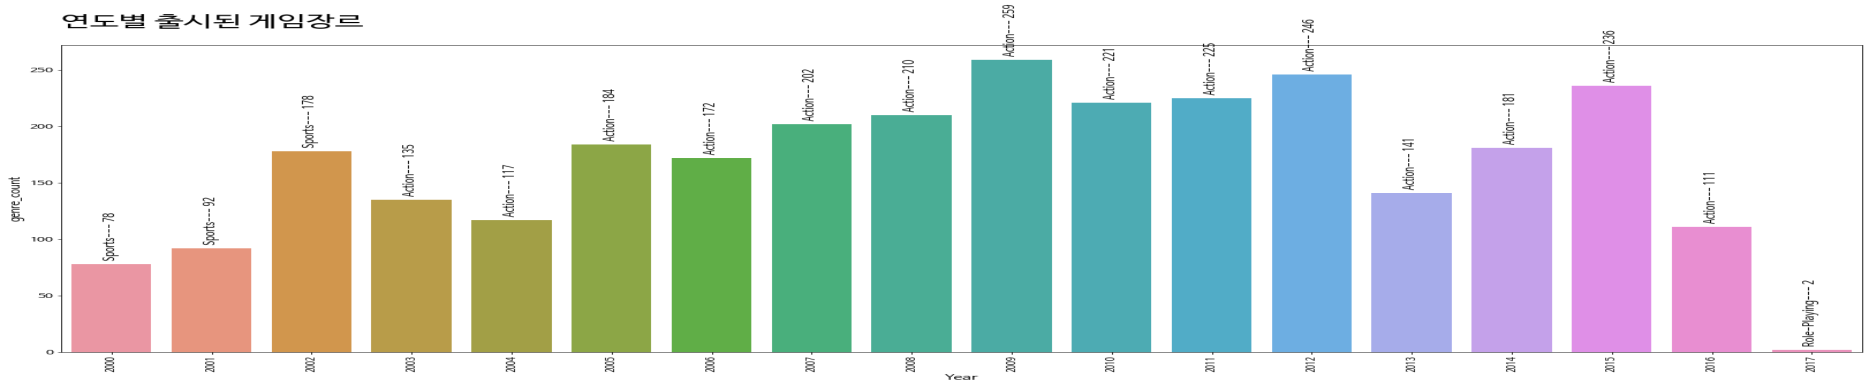 연도별 출시된 게임장르
genre_count
250
200
150
100
50
0
Sports---- 78
Sports---- 92
Sports---- 178
Action---- 135
Action---- 117
Action---- 184
Action---- 172
Action---- 202
Action---- 210
Action---- 259
Action---- 221
Action---- 225
Action---- 246
Action---- 141
Action---- 181
Action---- 236
Action---- 111
Role-Playing---- 2
2000
2001
2002
2003
2004
2005
2006
2007
2008
2009
2010
2011
2012
2013
2014
2015
2016
2017
Year